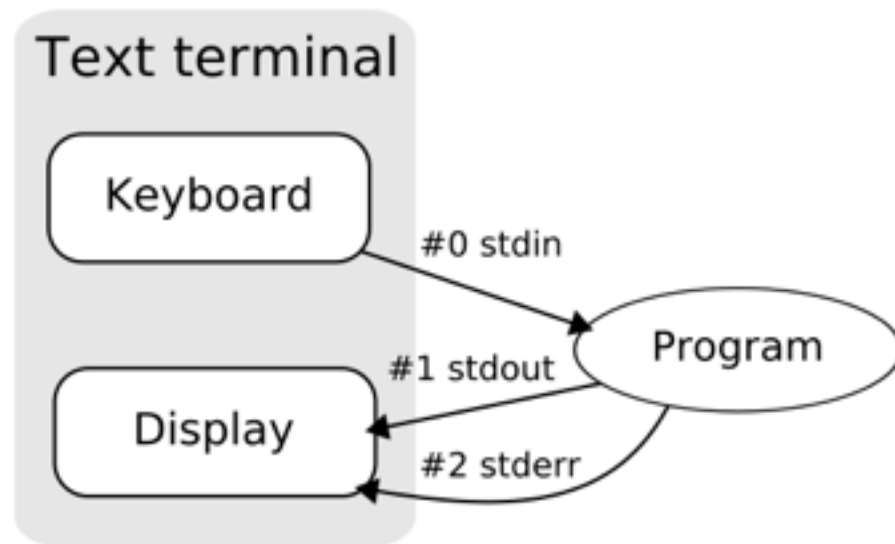 Text terminal
Keyboard
#0 stdin
Program
#1 stdout
Display
#2 stderr